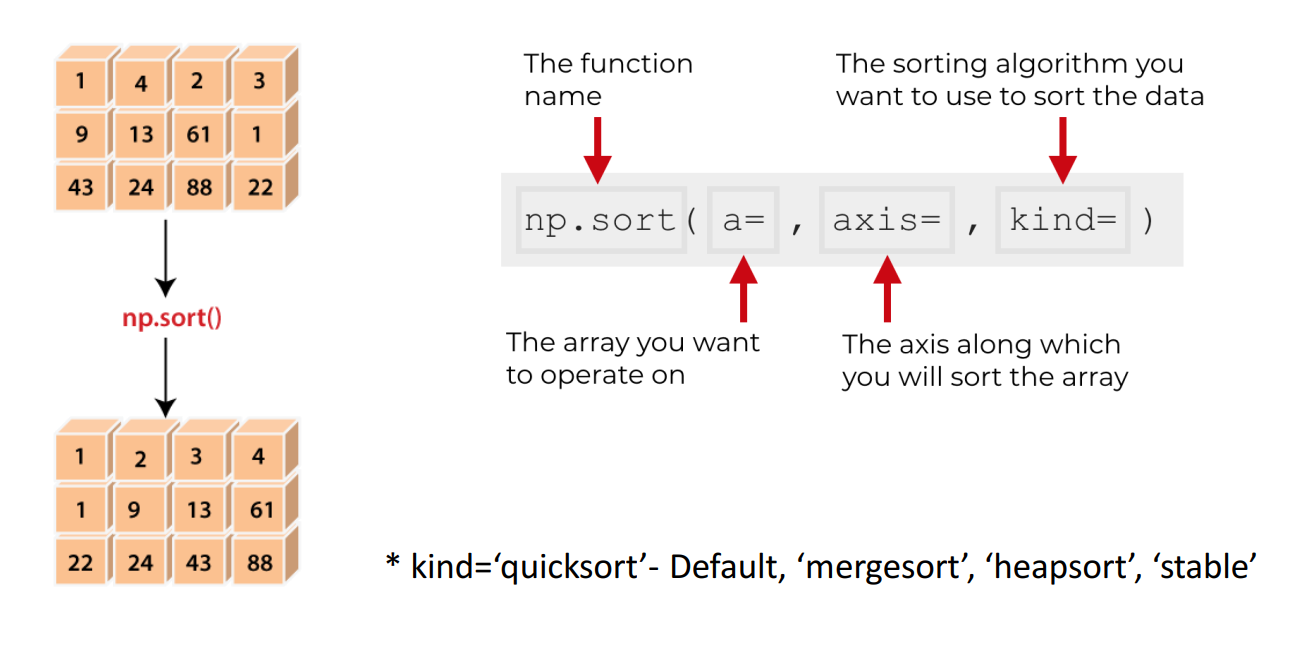 1 4 2 3
9 13 61 1
43 24 88 22
np.sort()
1 2 3 4
1 9 13 61
22 24 43 88
The function
name
The sorting algorithm you
want to use to sort the data
np.sort( a= , axis= , kind= )
The array you want
to operate on
The axis along which
you will sort the array
* kind=‘quicksort’- Default, ‘mergesort’, ‘heapsort’, ‘stable’